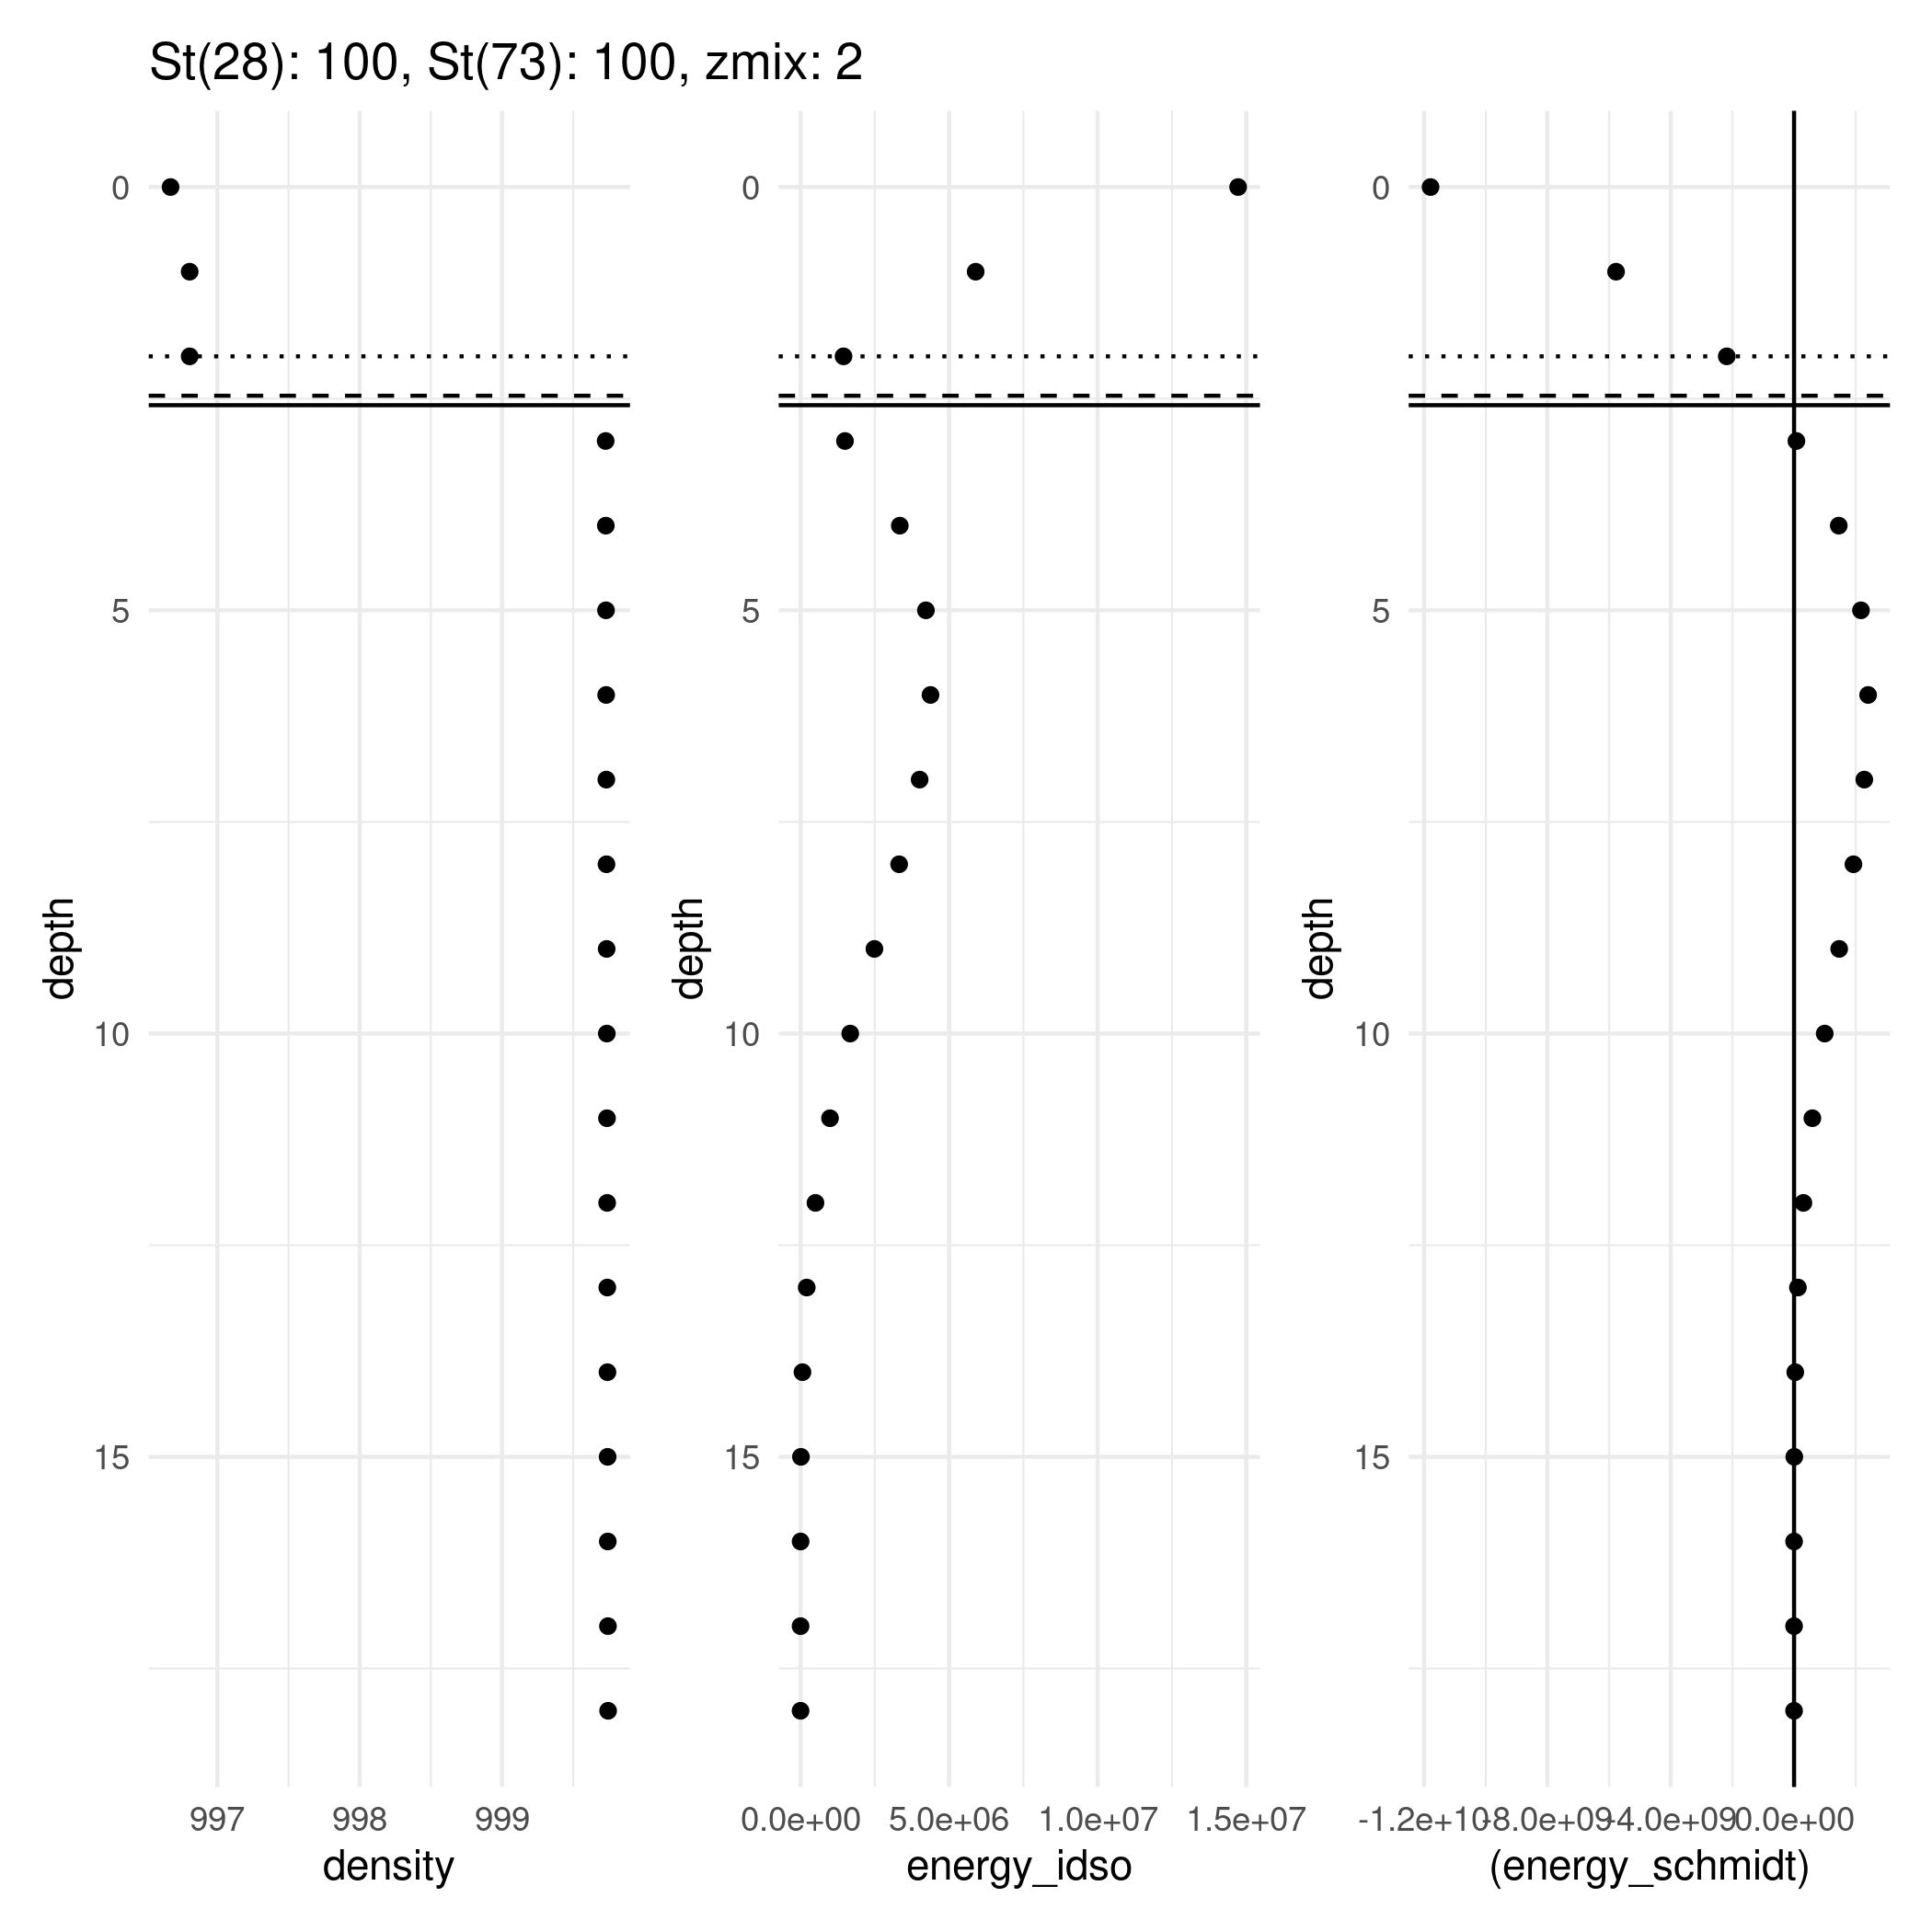 St(28): 100, St(73): 100, zmix: 2
0
5
10
15
depth
997 998 999
density
0
5
10
15
depth
0.0e+00 5.0e+06 1.0e+07 1.5e+07
energy_idso
0
5
10
15
depth
-1.2e+10 -8.0e+09 -4.0e+09 0.0e+00
(energy_schmidt)